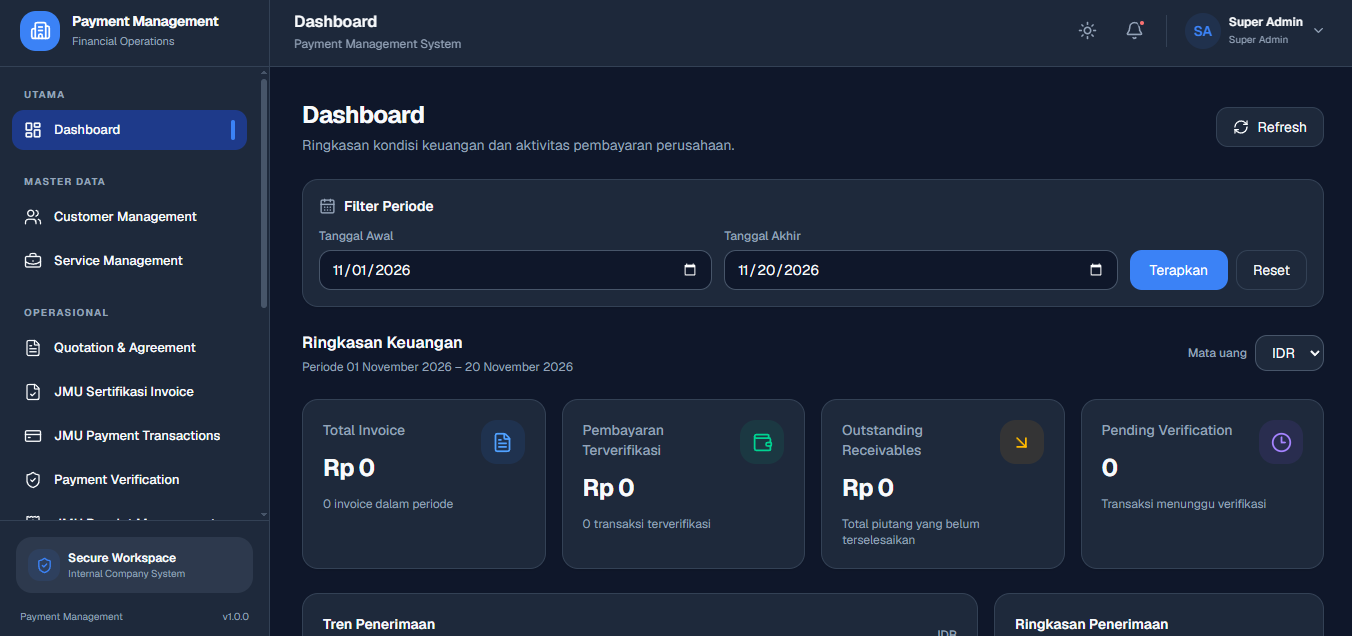 Payment Management
Financial Operations
Dashboard
Payment Management System
SA
Super Admin
Super Admin
UTAMA
Dashboard
MASTER DATA
Customer Management
Service Management
OPERASIONAL
Quotation & Agreement
JMU Sertifikasi Invoice
JMU Payment Transactions
Payment Verification
Secure Workspace
Internal Company System
Payment Management
v1.0.0
Dashboard
Ringkasan kondisi keuangan dan aktivitas pembayaran perusahaan.
Refresh
Filter Periode
Tanggal Awal
Tanggal Akhir
11/01/2026
11/20/2026
Terapkan
Reset
Ringkasan Keuangan
Periode 01 November 2026 – 20 November 2026
Mata uang
IDR
Total Invoice
Rp 0
0 invoice dalam periode
Pembayaran
Terverifikasi
Rp 0
0 transaksi terverifikasi
Outstanding
Receivables
Rp 0
Total piutang yang belum
terselesaikan
Pending Verification
0
Transaksi menunggu verifikasi
Tren Penerimaan
IDR
Ringkasan Penerimaan